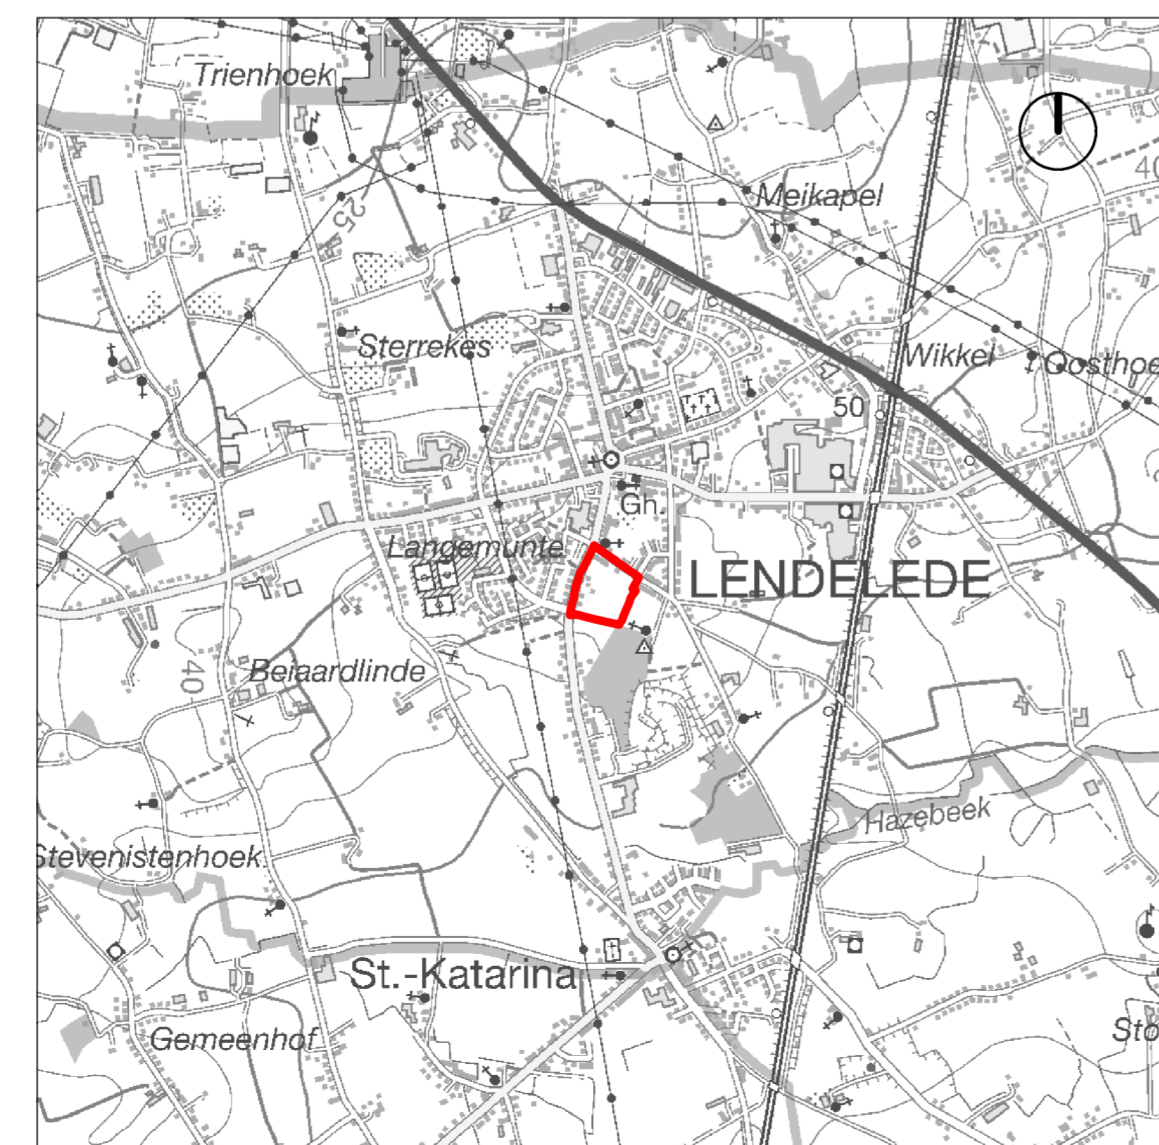 Trienhoek
40
Meikapel
25
Sterrekes
Wikkel
Oosthoe
50
Gh.
Langemunte
LENDELEDE
Beiaardlinde
40
Hazebeek
Stevenistenhoek
St.-Katarina
Gemeenhof
Sto